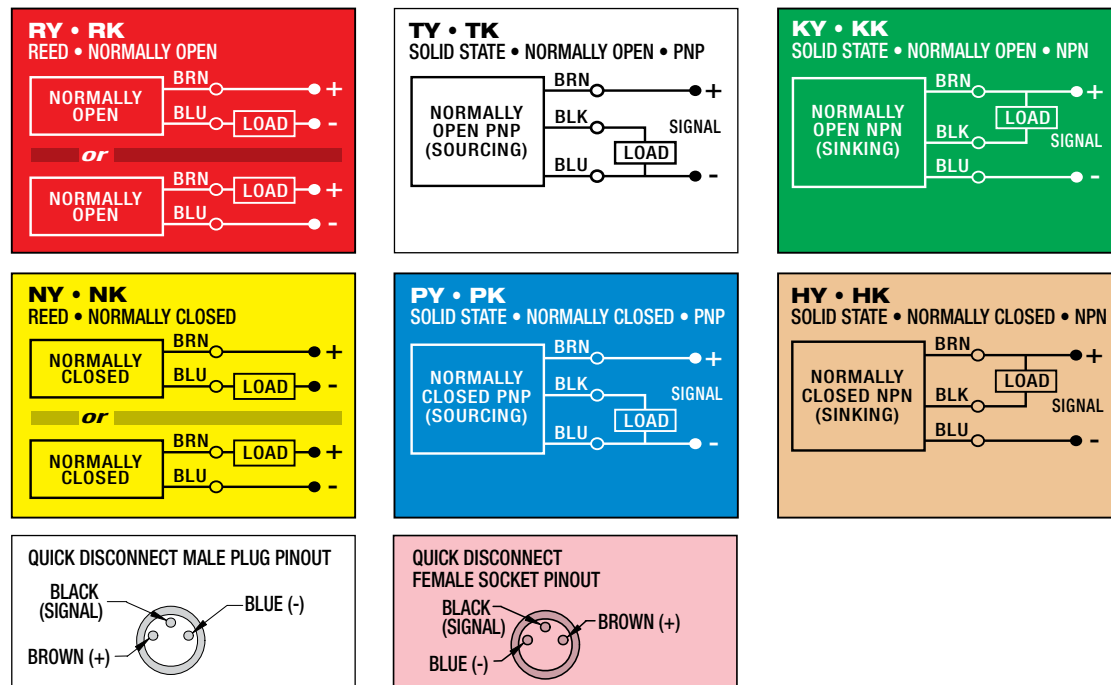 RY • RK
REED • NORMALLY OPEN
NORMALLY
OPEN
BRN
+
BLU
LOAD
-
or
NORMALLY
OPEN
BRN
LOAD
+
BLU
-
TY • TK
SOLID STATE • NORMALLY OPEN • PNP
NORMALLY
OPEN PNP
(SOURCING)
BRN
+
BLK
SIGNAL
LOAD
BLU
-
KY • KK
SOLID STATE • NORMALLY OPEN • NPN
NORMALLY
OPEN NPN
(SINKING)
BRN
+
LOAD
BLK
SIGNAL
BLU
-
NY • NK
REED • NORMALLY CLOSED
NORMALLY
CLOSED
BRN
+
BLU
LOAD
-
or
NORMALLY
CLOSED
BRN
LOAD
+
BLU
-
PY • PK
SOLID STATE • NORMALLY CLOSED • PNP
NORMALLY
CLOSED PNP
(SOURCING)
BRN
+
BLK
SIGNAL
LOAD
BLU
-
HY • HK
SOLID STATE • NORMALLY CLOSED • NPN
NORMALLY
CLOSED NPN
(SINKING)
BRN
+
LOAD
BLK
SIGNAL
BLU
-
QUICK DISCONNECT MALE PLUG PINOUT
BLACK
(SIGNAL)
BLUE (-)
BROWN (+)
QUICK DISCONNECT
FEMALE SOCKET PINOUT
BLACK
(SIGNAL)
BROWN (+)
BLUE (-)